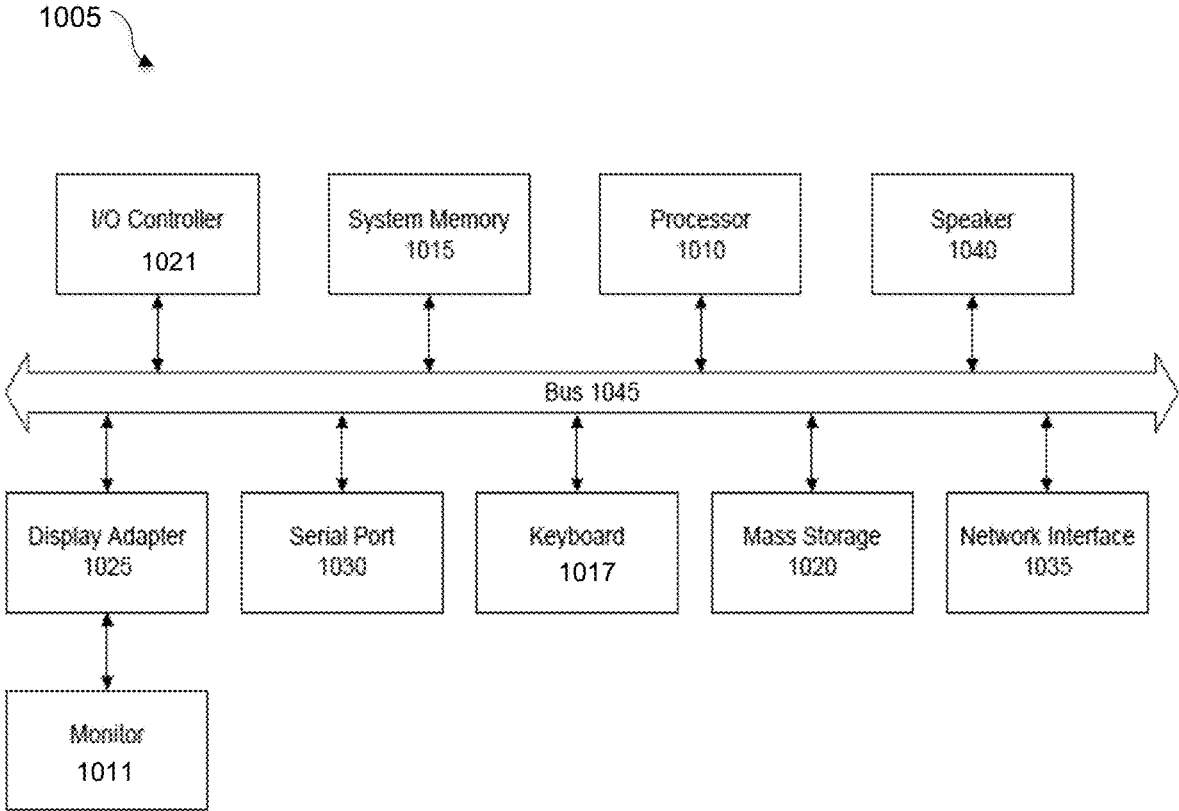 1005
I/O Controller
1021
System Memory
1015
Processor
1010
Speaker
1040
Bus 1045
Display Adapter
1025
Serial Port
1030
Keyboard
1017
Mass Storage
1020
Network Interface
1035
Monitor
1011